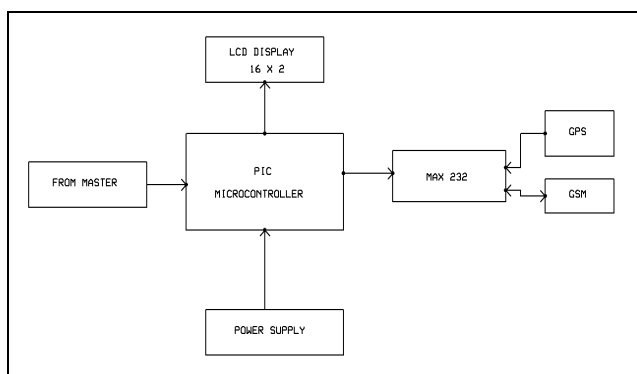 LCD DISPLAY
16 X 2
FROM MASTER
PIC
MICROCONTROLLER
MAX 232
GPS
GSM
POWER SUPPLY